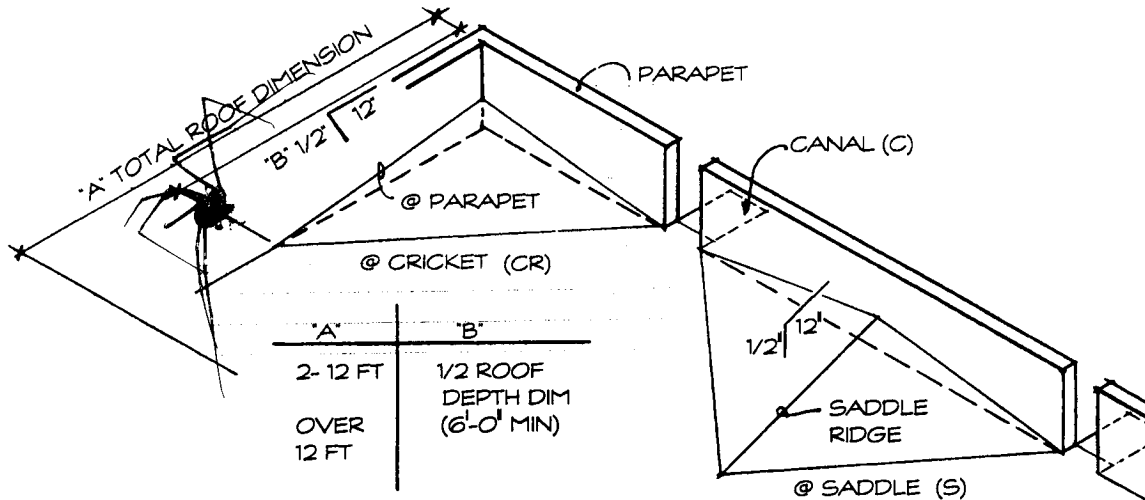 "A" TOTAL ROOF DIMENSION
"B" 1/2" 12"
PARAPET
@ PARAPET
@ CRICKET (CR)
CANAL (C)
1/2" 12"
SADDLE
RIDGE
@ SADDLE (S)
"A" "B"
2-12 FT 1/2 ROOF
DEPTH DIM
OVER (6'-0" MIN)
12 FT